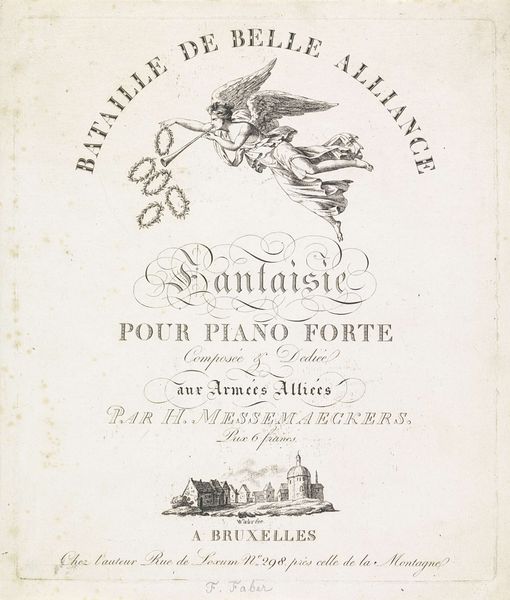 BATAILLE DE BELLE ALLIANCE
Fantaisie
POUR PIANO FORTE
Composée & Dediée
aux Armées Alliées
PAR H. MESSEMAECKERS,
Prix 6 francs.
A BRUXELLES
Chez l'auteur Rue de Loxum N.º 298 près celle de la Montagne
F. Faber